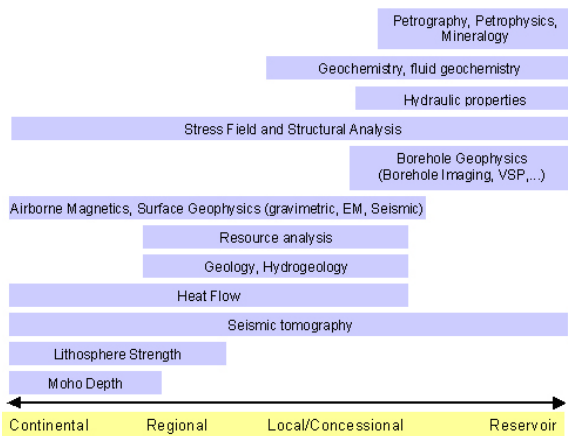 Petrography, Petrophysics,
Mineralogy
Geochemistry, fluid geochemistry
Hydraulic properties
Stress Field and Structural Analysis
Borehole Geophysics
(Borehole Imaging, VSP,...)
Airborne Magnetics, Surface Geophysics (gravimetric, EM, Seismic)
Resource analysis
Geology, Hydrogeology
Heat Flow
Seismic tomography
Lithosphere Strength
Moho Depth
Continental Regional Local/Concessional Reservoir